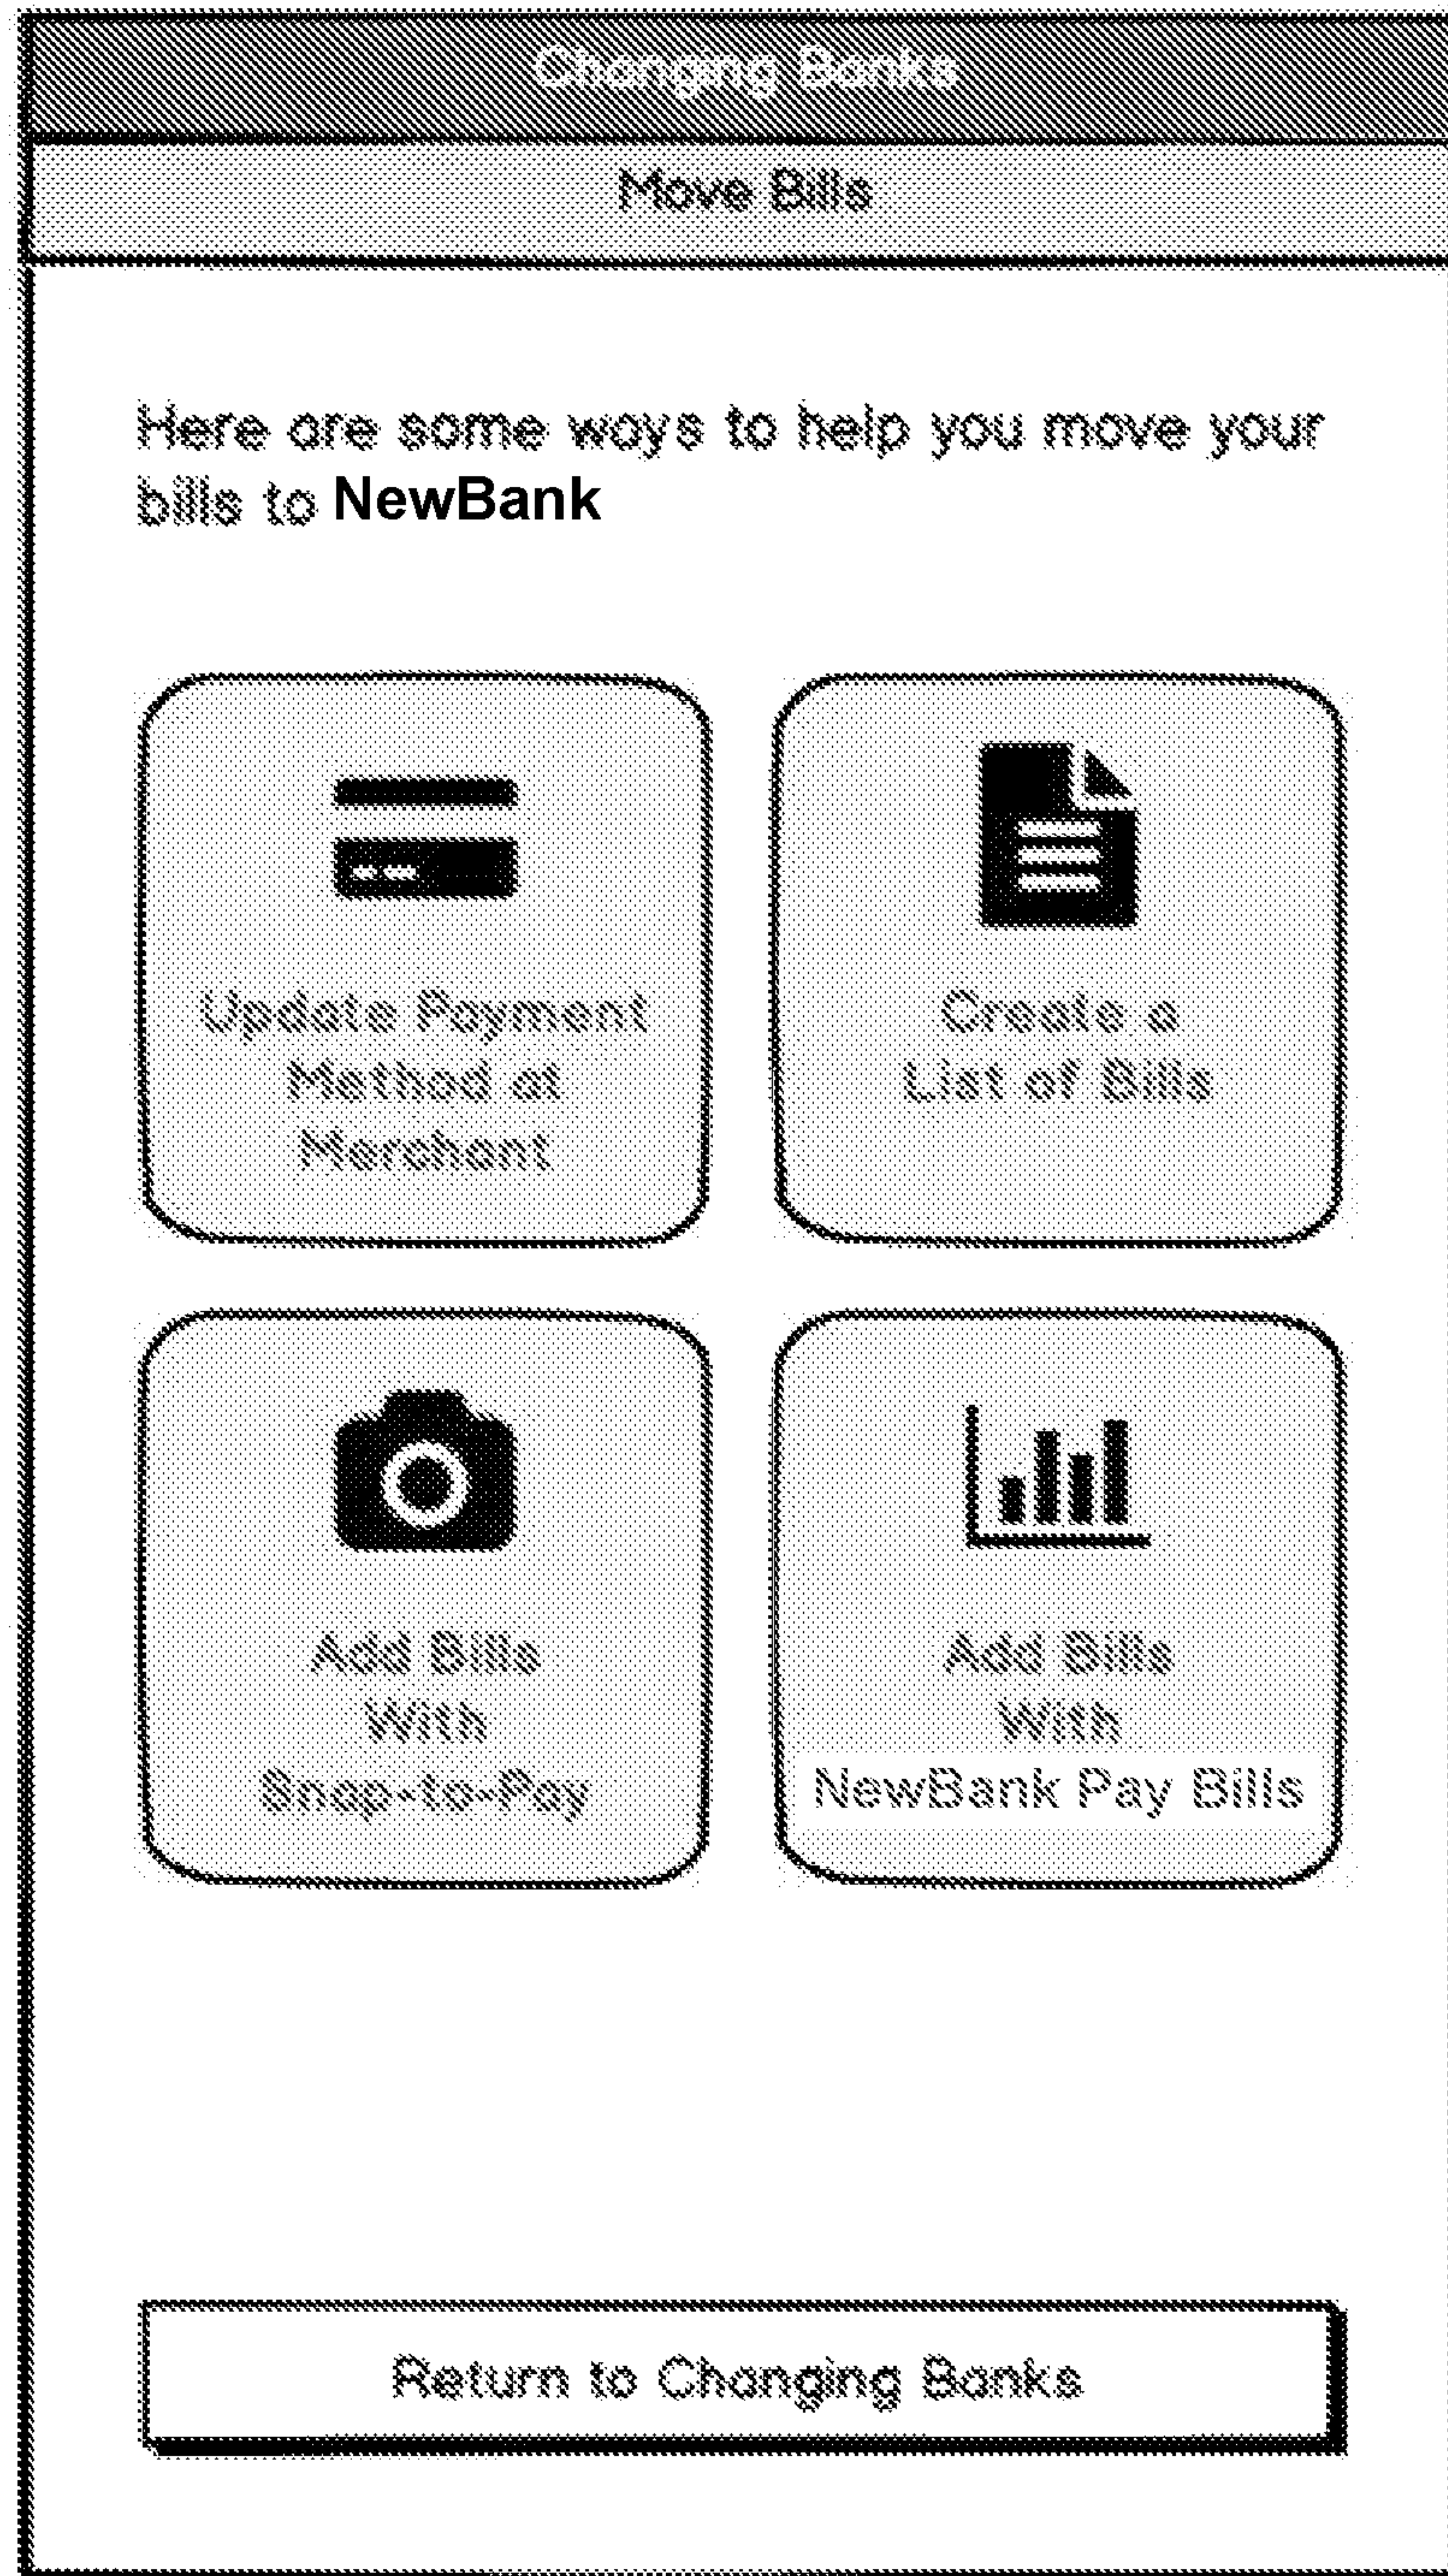 Changing Banks
Move Bills
Here are some ways to help you move your
bills to NewBank
Update Payment
Method at
Merchant
Create a
List of Bills
Add Bills
With
Snap-to-Pay
Add Bills
With
NewBank Pay Bills
Return to Changing Banks